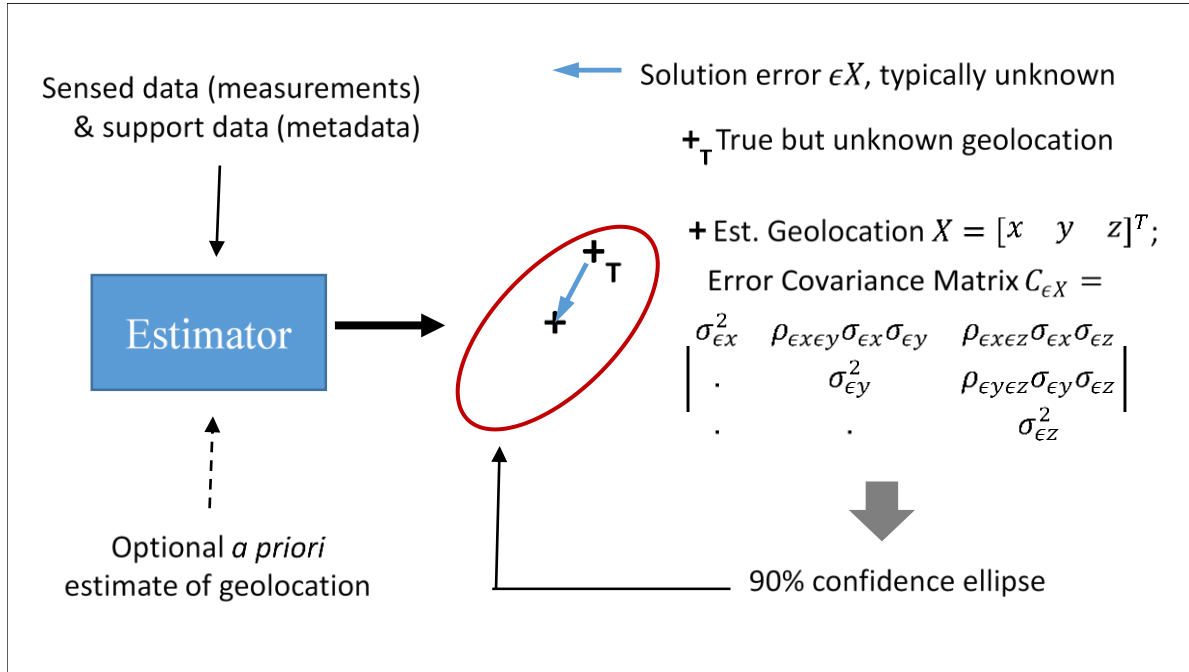 Sensed data (measurements)
& support data (metadata)
Estimator
Optional a priori
estimate of geolocation
+T
+
Solution error ϵX, typically unknown
+T True but unknown geolocation
+ Est. Geolocation X = [x y z]^T;
Error Covariance Matrix C_ϵX =
σ²_ϵx ρ_ϵxϵy σ_ϵx σ_ϵy ρ_ϵxϵz σ_ϵx σ_ϵz
. σ²_ϵy ρ_ϵyϵz σ_ϵy σ_ϵz
. . σ²_ϵz
90% confidence ellipse